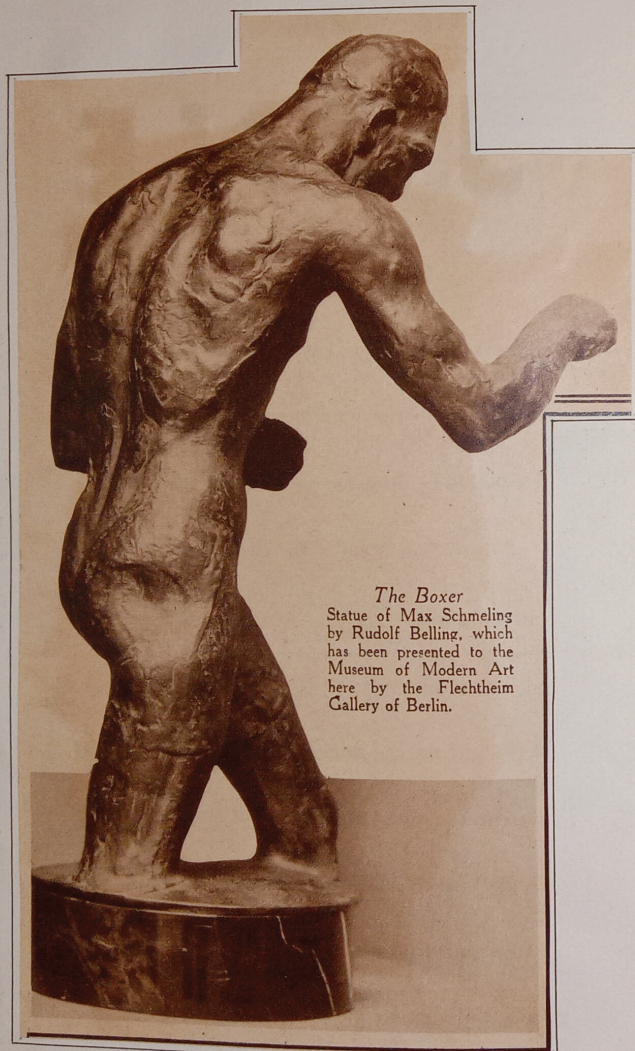 The Boxer
Statue of Max Schmeling
by Rudolf Belling, which
has been presented to the
Museum of Modern Art
here by the Flechtheim
Gallery of Berlin.